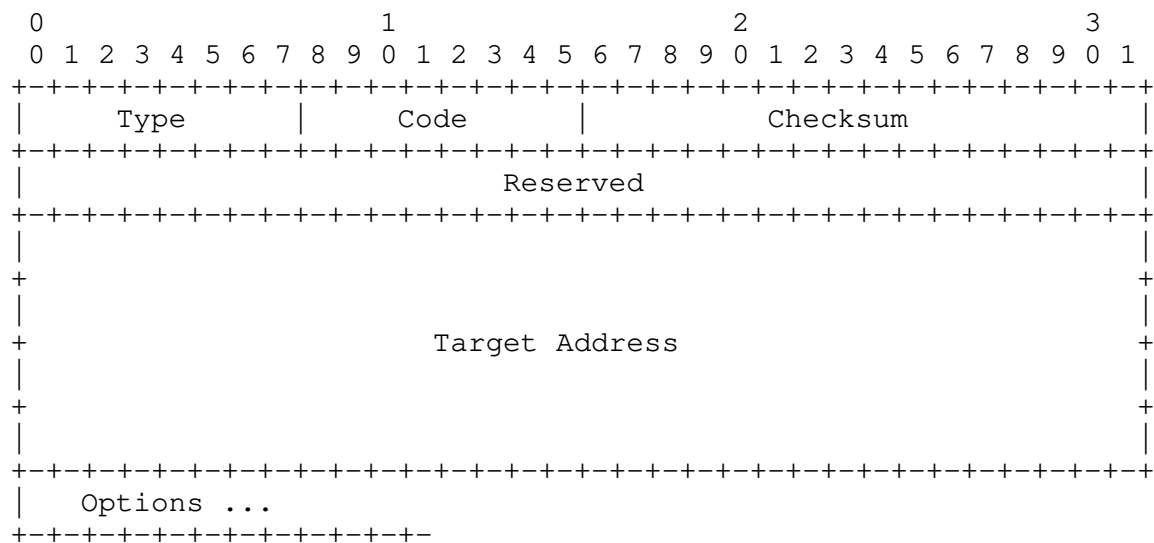 0                   1                   2                   3
 0 1 2 3 4 5 6 7 8 9 0 1 2 3 4 5 6 7 8 9 0 1 2 3 4 5 6 7 8 9 0 1
+-+-+-+-+-+-+-+-+-+-+-+-+-+-+-+-+-+-+-+-+-+-+-+-+-+-+-+-+-+-+-+-+
|     Type      |     Code      |          Checksum             |
+-+-+-+-+-+-+-+-+-+-+-+-+-+-+-+-+-+-+-+-+-+-+-+-+-+-+-+-+-+-+-+-+
|                           Reserved                            |
+-+-+-+-+-+-+-+-+-+-+-+-+-+-+-+-+-+-+-+-+-+-+-+-+-+-+-+-+-+-+-+-+
|                                                               |
+                                                               +
|                                                               |
+                       Target Address                          +
|                                                               |
+                                                               +
|                                                               |
+-+-+-+-+-+-+-+-+-+-+-+-+-+-+-+-+-+-+-+-+-+-+-+-+-+-+-+-+-+-+-+-+
|   Options ...
+-+-+-+-+-+-+-+-+-+-+-+-